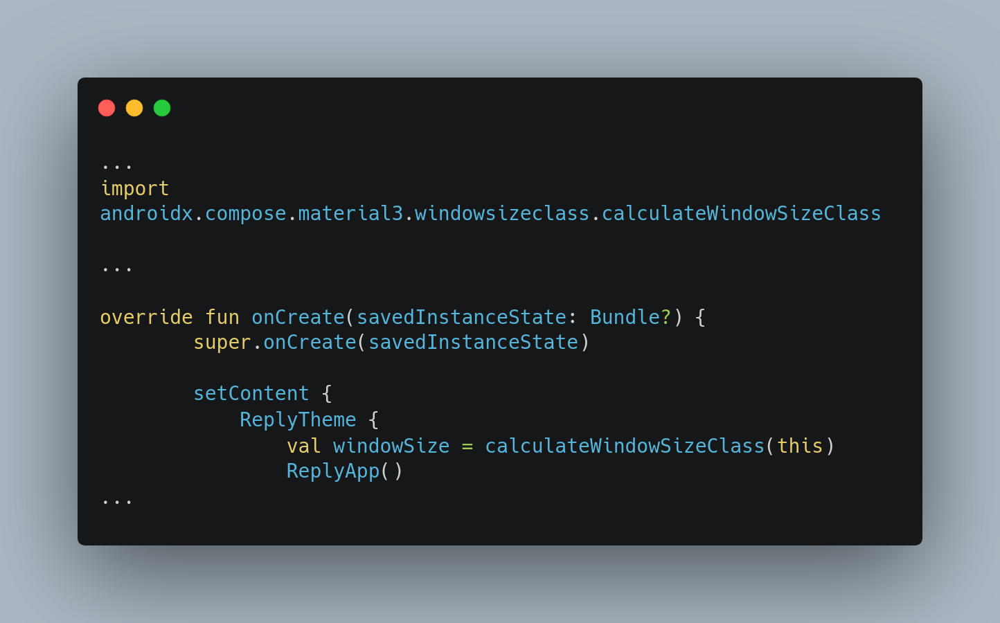 ...
import
androidx.compose.material3.windowsizeclass.calculateWindowSizeClass
...
override fun onCreate(savedInstanceState: Bundle?) {
super.onCreate(savedInstanceState)
setContent {
ReplyTheme {
val windowSize = calculateWindowSizeClass(this)
ReplyApp()
...